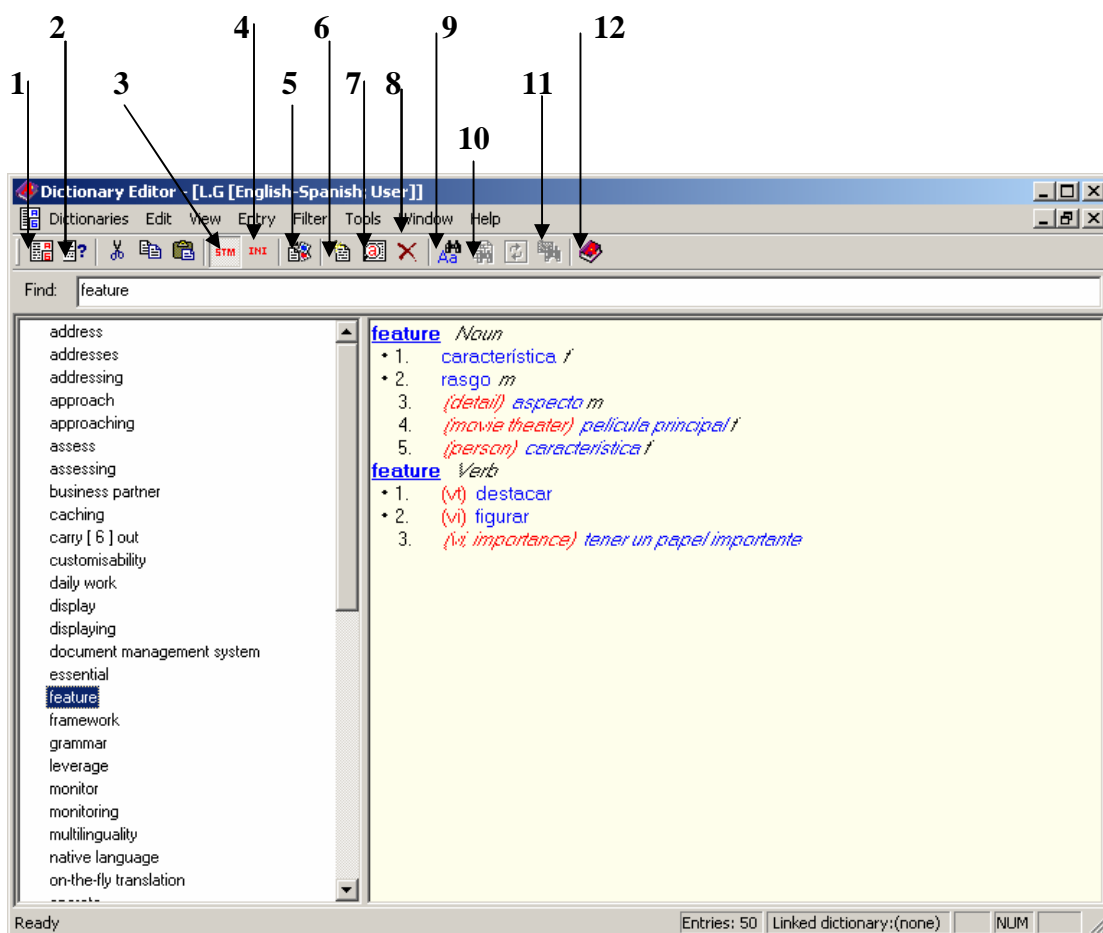 2 4 6 9 12
1 3 5 7 8 11
10
Dictionary Editor - [L.G [English-Spanish: User]]
Dictionaries Edit View Entry Filter Tools Window Help
STM INI
Find: feature
address
addresses
addressing
approach
approaching
assess
assessing
business partner
caching
carry [ 6 ] out
customisability
daily work
display
displaying
document management system
essential
feature
framework
grammar
leverage
monitor
monitoring
multilinguality
native language
on-the-fly translation
feature Noun
• 1. característica f
• 2. rasgo m
3. (detail) aspecto m
4. (movie theater) película principal f
5. (person) característica f
feature Verb
• 1. (vt) destacar
• 2. (vi) figurar
3. (vi, importance) tener un papel importante
Ready Entries: 50 Linked dictionary:(none) NUM